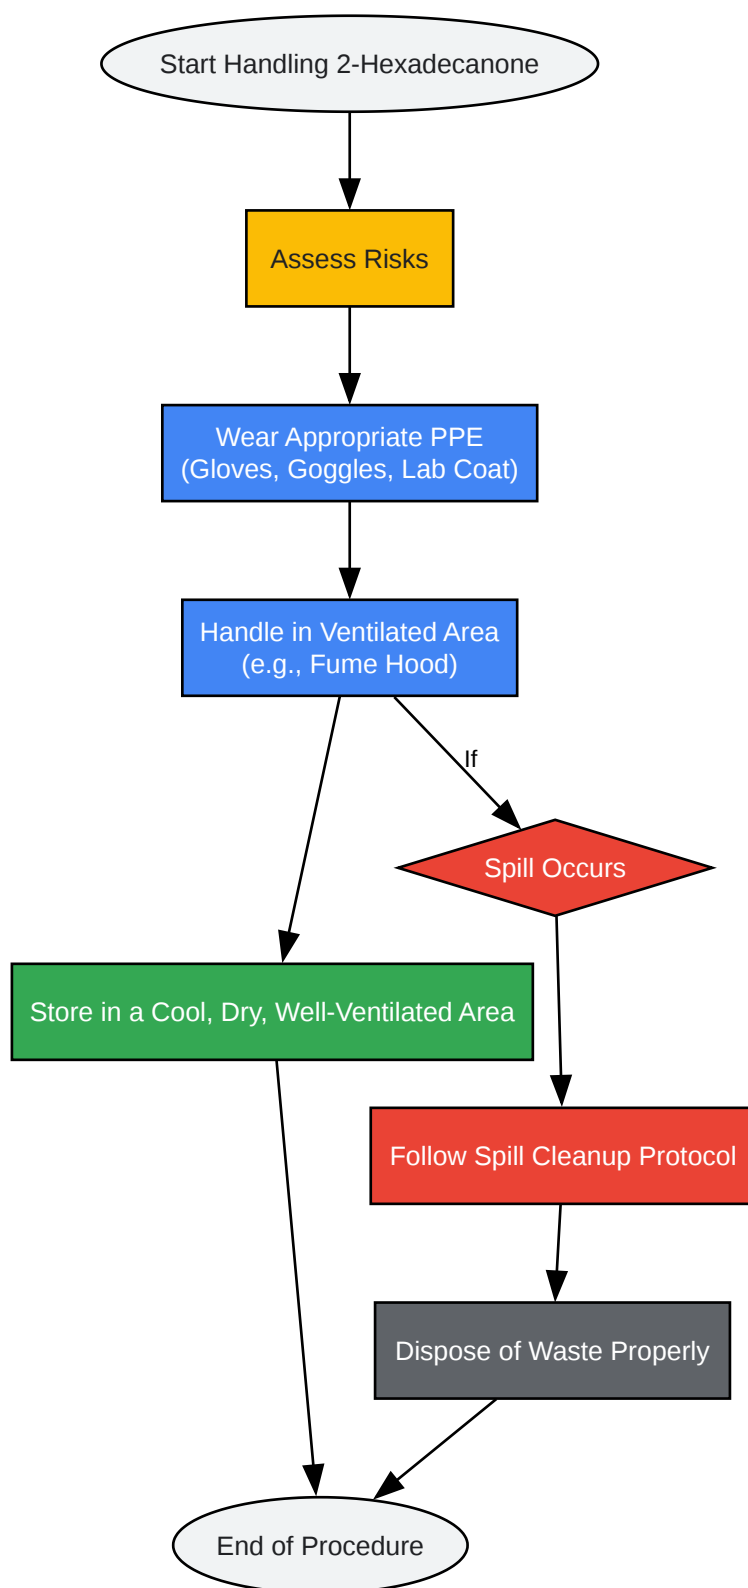 Start Handling 2-Hexadecanone
Assess Risks
Wear Appropriate PPE
(Gloves, Goggles, Lab Coat)
Handle in Ventilated Area
(e.g., Fume Hood)
If
Spill Occurs
Store in a Cool, Dry, Well-Ventilated Area
Follow Spill Cleanup Protocol
Dispose of Waste Properly
End of Procedure